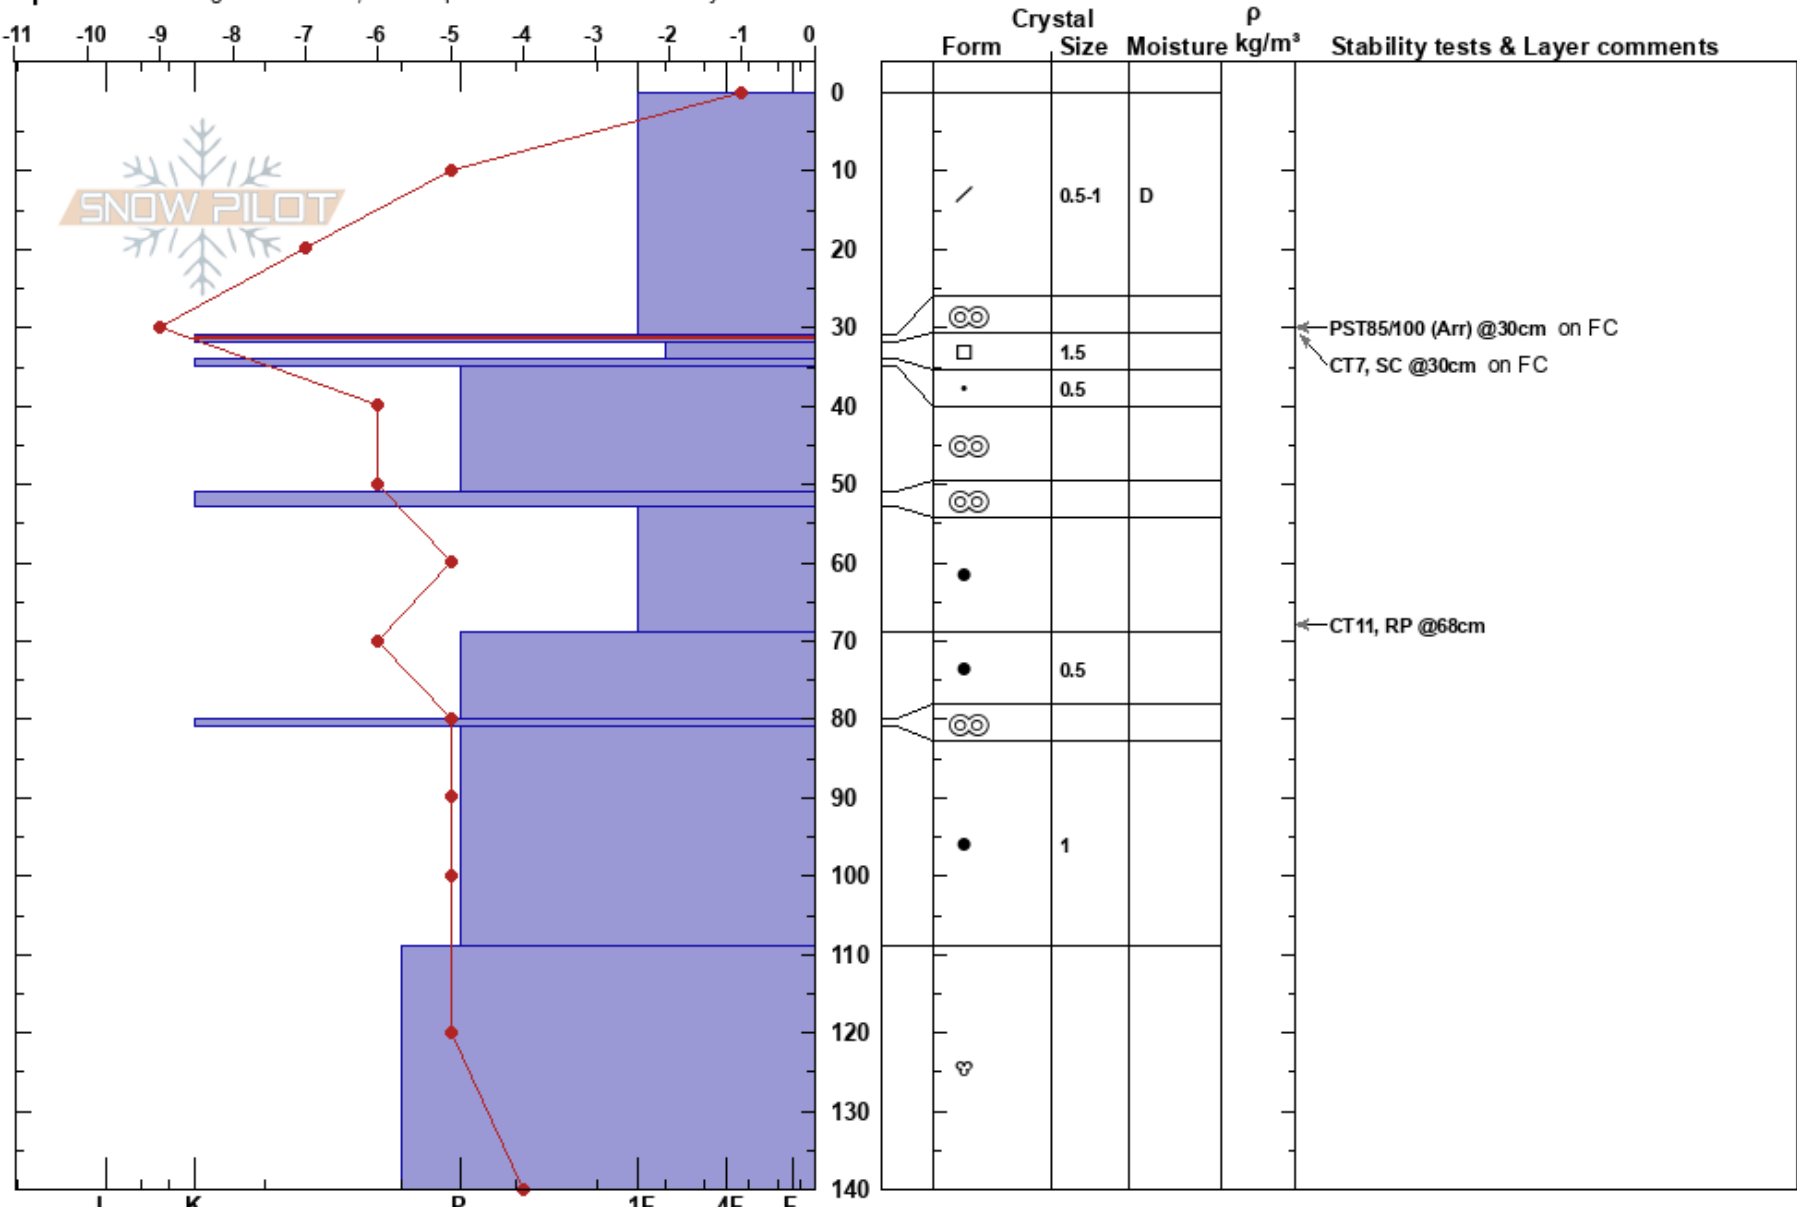 -11 -10 -9 -8 -7 -6 -5 -4 -3 -2 -1 0
Crystal
Form Size Moisture ρ kg/m³ Stability tests & Layer comments
SNOW PILOT
0
10
0.5-1 D
20
30
PST85/100 (Arr) @30cm on FC
1.5
CT7, SC @30cm on FC
0.5
40
50
60
CT11, RP @68cm
70
0.5
80
90
1
100
110
120
130
140
I K P 1F 4F F